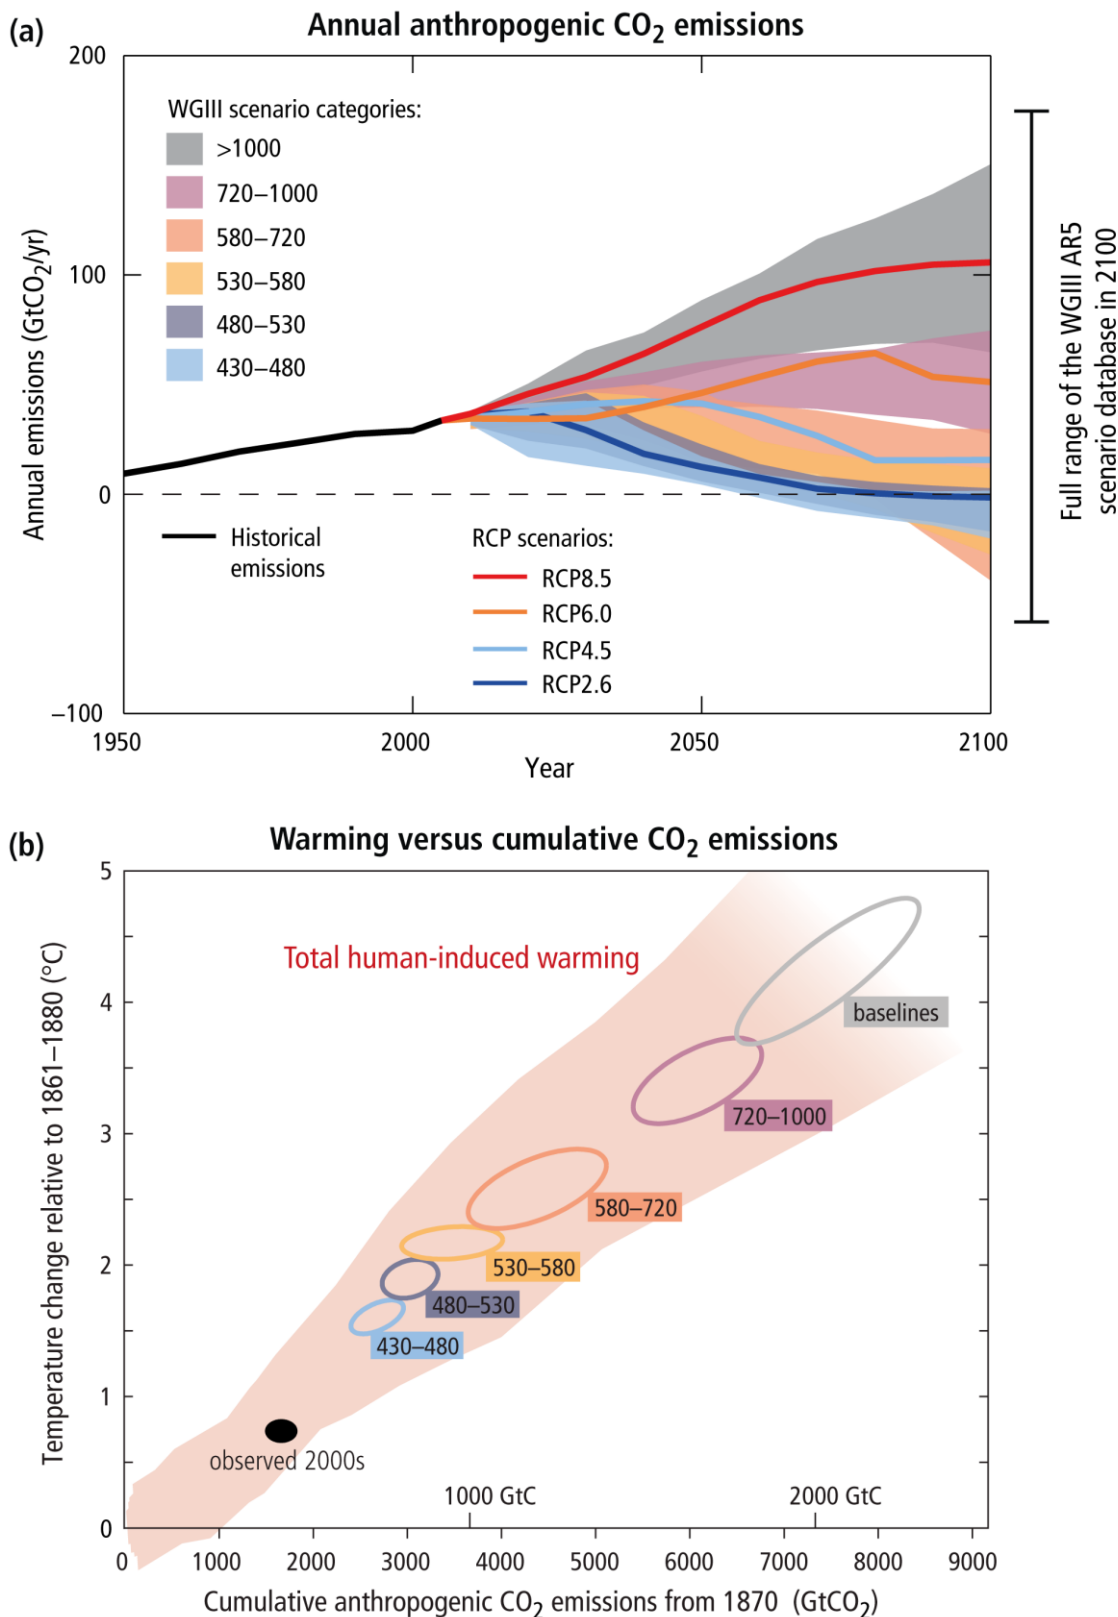 (a)
Annual anthropogenic CO₂ emissions
200
100
0
−100
Annual emissions (GtCO₂/yr)
WGIII scenario categories:
>1000
720–1000
580–720
530–580
480–530
430–480
Historical
emissions
RCP scenarios:
RCP8.5
RCP6.0
RCP4.5
RCP2.6
1950
2000
2050
2100
Year
Full range of the WGIII AR5
scenario database in 2100
(b)
Warming versus cumulative CO₂ emissions
5
4
3
2
1
0
Temperature change relative to 1861–1880 (°C)
Total human-induced warming
baselines
720–1000
580–720
530–580
480–530
430–480
observed 2000s
1000 GtC
2000 GtC
0
1000
2000
3000
4000
5000
6000
7000
8000
9000
Cumulative anthropogenic CO₂ emissions from 1870 (GtCO₂)